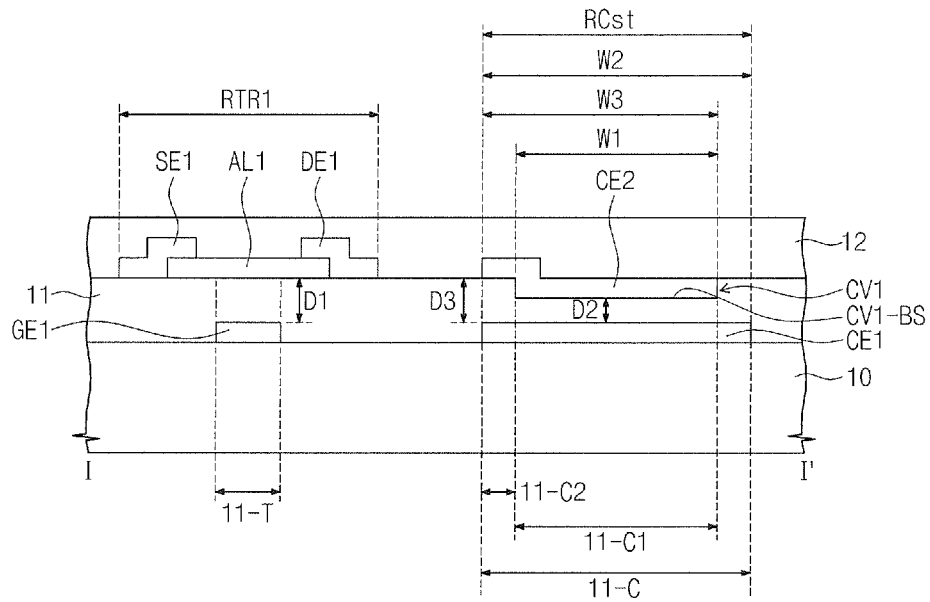 RCst
W2
RTR1
W3
W1
SE1
AL1
DE1
CE2
12
11
D1
D3
D2
CV1
CV1-BS
GE1
CE1
10
I
I'
11-C2
11-T
11-C1
11-C